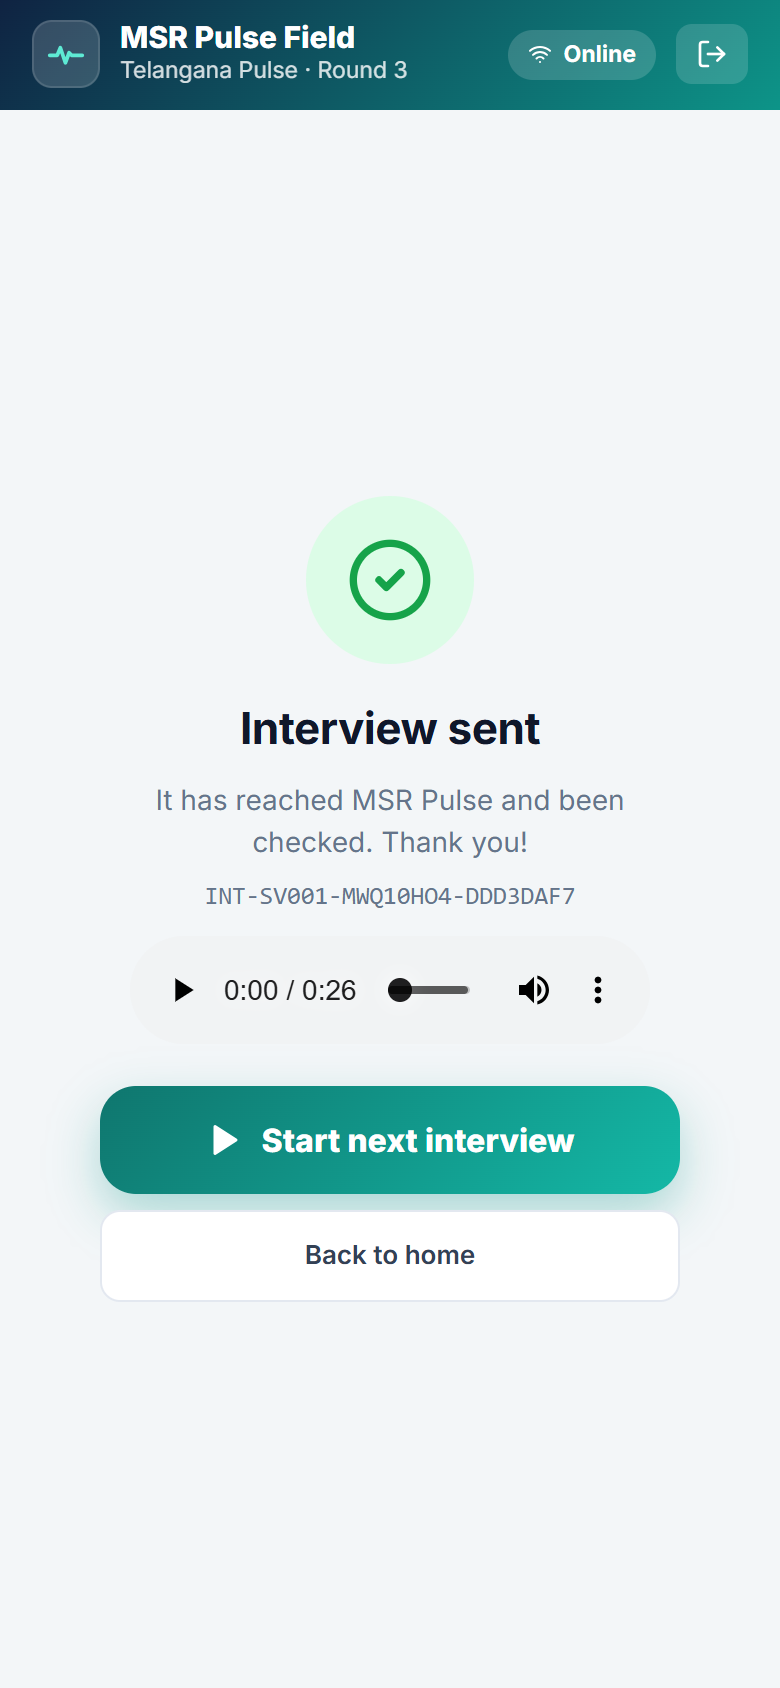 MSR Pulse Field
Telangana Pulse · Round 3
Online
Interview sent
It has reached MSR Pulse and been
checked. Thank you!
INT-SV001-MWQ10HO4-DDD3DAF7
0:00 / 0:26
Start next interview
Back to home